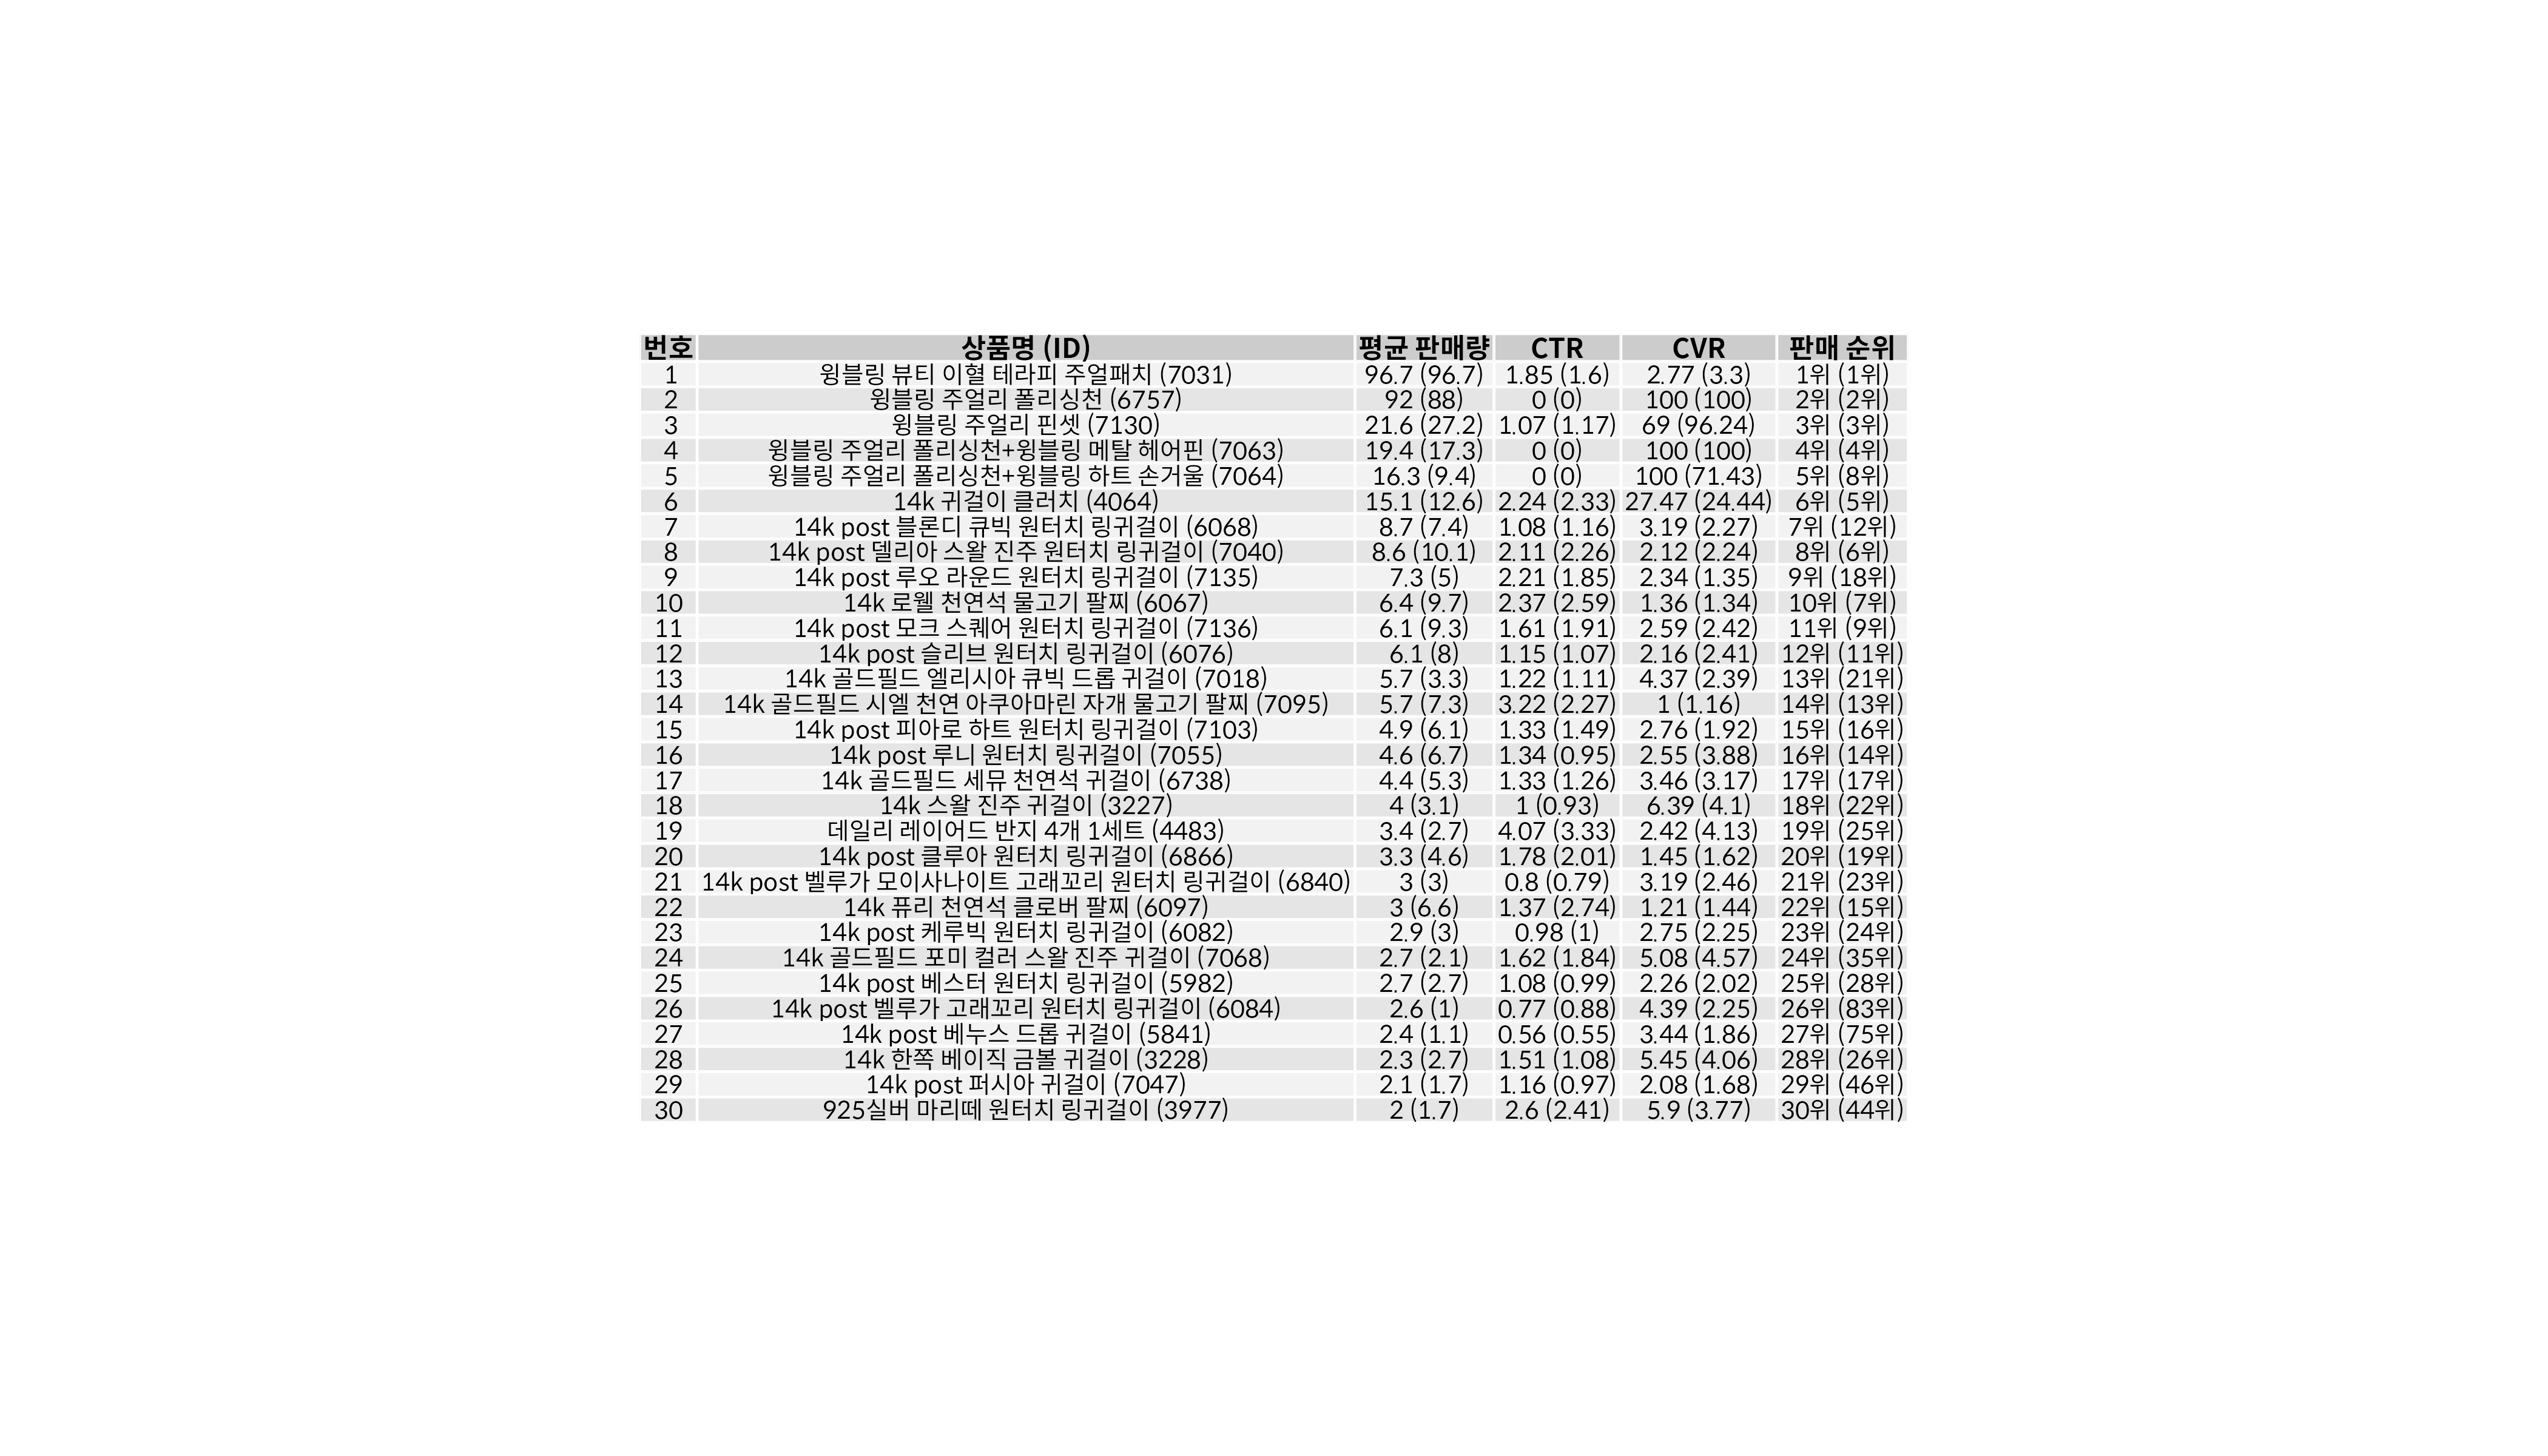 번호 상품명 (ID) 평균 판매량 CTR CVR 판매 순위
1 윙블링 뷰티 이혈 테라피 주얼패치 (7031) 96.7 (96.7) 1.85 (1.6) 2.77 (3.3) 1위 (1위)
2 윙블링 주얼리 폴리싱천 (6757) 92 (88) 0 (0) 100 (100) 2위 (2위)
3 윙블링 주얼리 핀셋 (7130) 21.6 (27.2) 1.07 (1.17) 69 (96.24) 3위 (3위)
4 윙블링 주얼리 폴리싱천+윙블링 메탈 헤어핀 (7063) 19.4 (17.3) 0 (0) 100 (100) 4위 (4위)
5 윙블링 주얼리 폴리싱천+윙블링 하트 손거울 (7064) 16.3 (9.4) 0 (0) 100 (71.43) 5위 (8위)
6 14k 귀걸이 클러치 (4064) 15.1 (12.6) 2.24 (2.33) 27.47 (24.44) 6위 (5위)
7 14k post 블론디 큐빅 원터치 링귀걸이 (6068) 8.7 (7.4) 1.08 (1.16) 3.19 (2.27) 7위 (12위)
8 14k post 델리아 스왈 진주 원터치 링귀걸이 (7040) 8.6 (10.1) 2.11 (2.26) 2.12 (2.24) 8위 (6위)
9 14k post 루오 라운드 원터치 링귀걸이 (7135) 7.3 (5) 2.21 (1.85) 2.34 (1.35) 9위 (18위)
10 14k 로웰 천연석 물고기 팔찌 (6067) 6.4 (9.7) 2.37 (2.59) 1.36 (1.34) 10위 (7위)
11 14k post 모크 스퀘어 원터치 링귀걸이 (7136) 6.1 (9.3) 1.61 (1.91) 2.59 (2.42) 11위 (9위)
12 14k post 슬리브 원터치 링귀걸이 (6076) 6.1 (8) 1.15 (1.07) 2.16 (2.41) 12위 (11위)
13 14k 골드필드 엘리시아 큐빅 드롭 귀걸이 (7018) 5.7 (3.3) 1.22 (1.11) 4.37 (2.39) 13위 (21위)
14 14k 골드필드 시엘 천연 아쿠아마린 자개 물고기 팔찌 (7095) 5.7 (7.3) 3.22 (2.27) 1 (1.16) 14위 (13위)
15 14k post 피아로 하트 원터치 링귀걸이 (7103) 4.9 (6.1) 1.33 (1.49) 2.76 (1.92) 15위 (16위)
16 14k post 루니 원터치 링귀걸이 (7055) 4.6 (6.7) 1.34 (0.95) 2.55 (3.88) 16위 (14위)
17 14k 골드필드 세뮤 천연석 귀걸이 (6738) 4.4 (5.3) 1.33 (1.26) 3.46 (3.17) 17위 (17위)
18 14k 스왈 진주 귀걸이 (3227) 4 (3.1) 1 (0.93) 6.39 (4.1) 18위 (22위)
19 데일리 레이어드 반지 4개 1세트 (4483) 3.4 (2.7) 4.07 (3.33) 2.42 (4.13) 19위 (25위)
20 14k post 클루아 원터치 링귀걸이 (6866) 3.3 (4.6) 1.78 (2.01) 1.45 (1.62) 20위 (19위)
21 14k post 벨루가 모이사나이트 고래꼬리 원터치 링귀걸이 (6840) 3 (3) 0.8 (0.79) 3.19 (2.46) 21위 (23위)
22 14k 퓨리 천연석 클로버 팔찌 (6097) 3 (6.6) 1.37 (2.74) 1.21 (1.44) 22위 (15위)
23 14k post 케루빅 원터치 링귀걸이 (6082) 2.9 (3) 0.98 (1) 2.75 (2.25) 23위 (24위)
24 14k 골드필드 포미 컬러 스왈 진주 귀걸이 (7068) 2.7 (2.1) 1.62 (1.84) 5.08 (4.57) 24위 (35위)
25 14k post 베스터 원터치 링귀걸이 (5982) 2.7 (2.7) 1.08 (0.99) 2.26 (2.02) 25위 (28위)
26 14k post 벨루가 고래꼬리 원터치 링귀걸이 (6084) 2.6 (1) 0.77 (0.88) 4.39 (2.25) 26위 (83위)
27 14k post 베누스 드롭 귀걸이 (5841) 2.4 (1.1) 0.56 (0.55) 3.44 (1.86) 27위 (75위)
28 14k 한쪽 베이직 금볼 귀걸이 (3228) 2.3 (2.7) 1.51 (1.08) 5.45 (4.06) 28위 (26위)
29 14k post 퍼시아 귀걸이 (7047) 2.1 (1.7) 1.16 (0.97) 2.08 (1.68) 29위 (46위)
30 925실버 마리떼 원터치 링귀걸이 (3977) 2 (1.7) 2.6 (2.41) 5.9 (3.77) 30위 (44위)